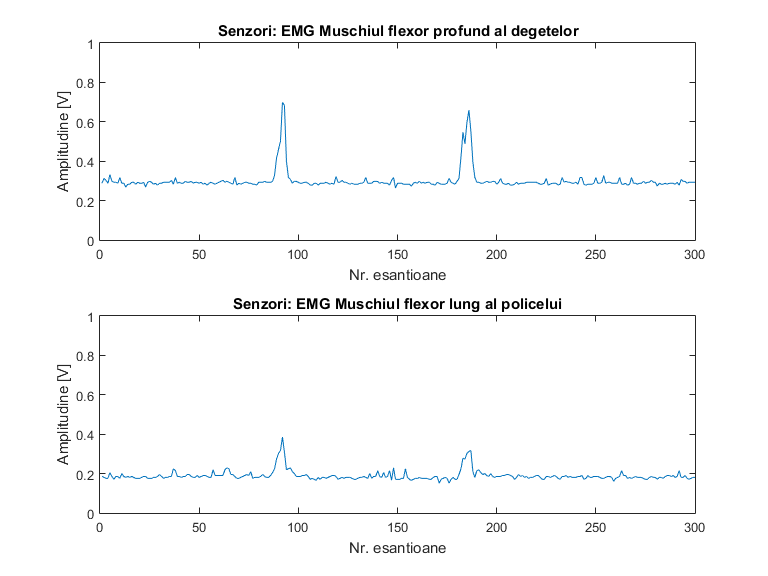 Senzori: EMG Muschiul flexor profund al degetelor
1
0.8
0.6
0.4
0.2
0
Amplitudine [V]
0 50 100 150 200 250 300
Nr. esantioane
Senzori: EMG Muschiul flexor lung al policelui
1
0.8
0.6
0.4
0.2
0
Amplitudine [V]
0 50 100 150 200 250 300
Nr. esantioane